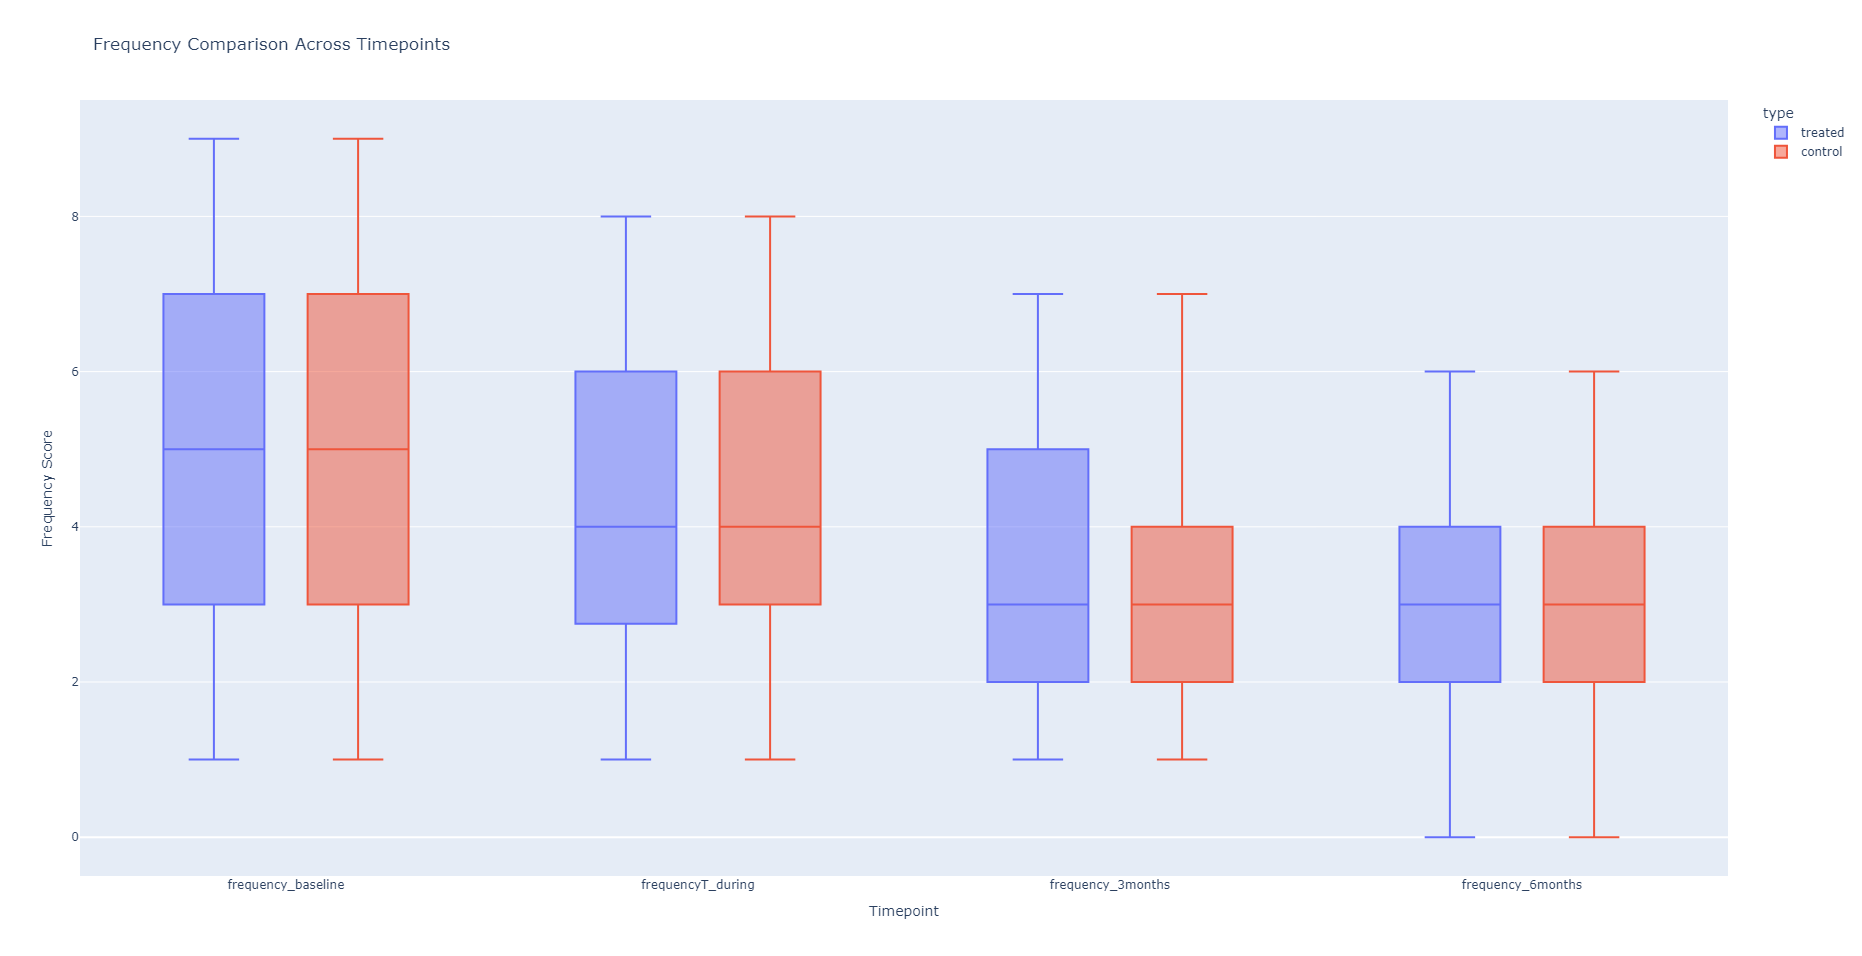 Frequency Comparison Across Timepoints
type
treated
control
Frequency Score
8
6
4
2
0
frequency_baseline
frequencyT_during
frequency_3months
frequency_6months
Timepoint